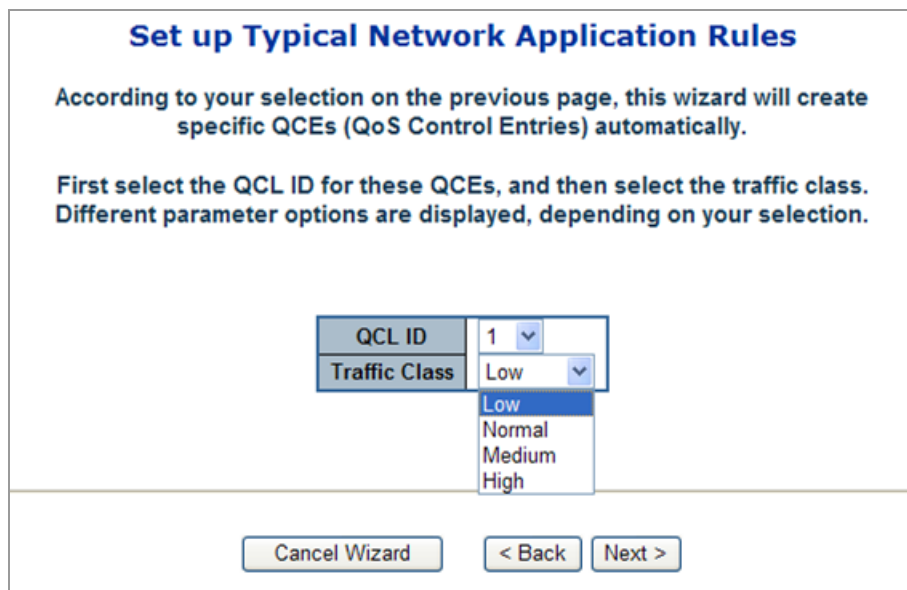 Set up Typical Network Application Rules
According to your selection on the previous page, this wizard will create
specific QCEs (QoS Control Entries) automatically.
First select the QCL ID for these QCEs, and then select the traffic class.
Different parameter options are displayed, depending on your selection.
QCL ID 1
Traffic Class Low
Low
Normal
Medium
High
Cancel Wizard < Back Next >